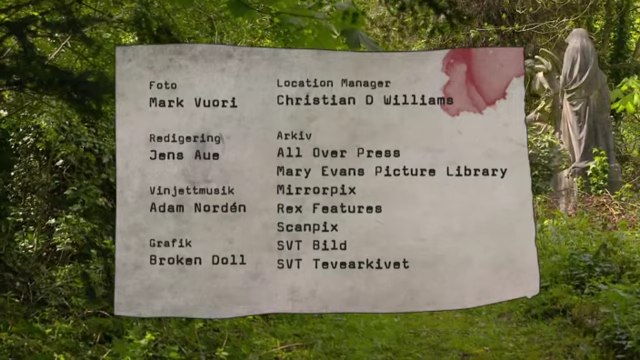 Foto
Mark Vuori
Redigering
Jens Aue
Vinjettmusik
Adam Nordén
Grafik
Broken Doll
Location Manager
Christian D Williams
Arkiv
All Over Press
Mary Evans Picture Library
Mirrorpix
Rex Features
Scanpix
SVT Bild
SVT Tevearkivet